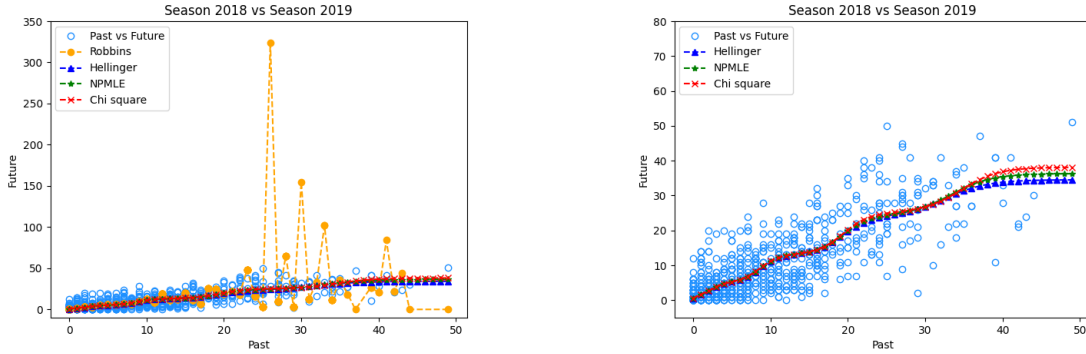 Season 2018 vs Season 2019
350
300
250
200
150
100
50
0
Future
Past vs Future
Robbins
Hellinger
NPMLE
Chi square
0 10 20 30 40 50
Past
Season 2018 vs Season 2019
80
70
60
50
40
30
20
10
0
Future
Past vs Future
Hellinger
NPMLE
Chi square
0 10 20 30 40 50
Past